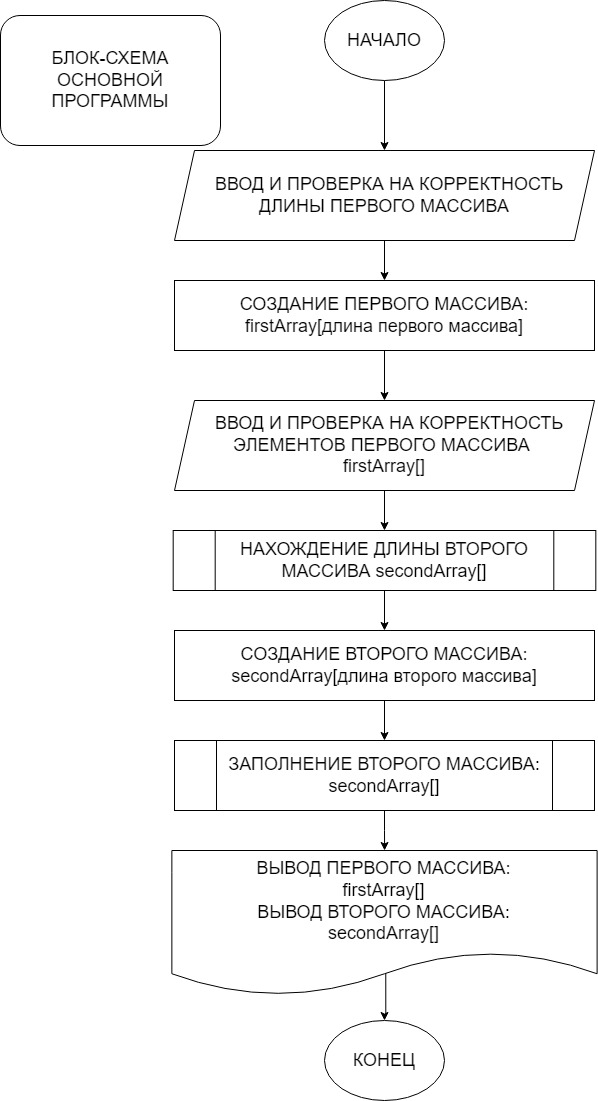 БЛОК-СХЕМА
ОСНОВНОЙ
ПРОГРАММЫ
НАЧАЛО
ВВОД И ПРОВЕРКА НА КОРРЕКТНОСТЬ
ДЛИНЫ ПЕРВОГО МАССИВА
СОЗДАНИЕ ПЕРВОГО МАССИВА:
firstArray[длина первого массива]
ВВОД И ПРОВЕРКА НА КОРРЕКТНОСТЬ
ЭЛЕМЕНТОВ ПЕРВОГО МАССИВА
firstArray[]
НАХОЖДЕНИЕ ДЛИНЫ ВТОРОГО
МАССИВА secondArray[]
СОЗДАНИЕ ВТОРОГО МАССИВА:
secondArray[длина второго массива]
ЗАПОЛНЕНИЕ ВТОРОГО МАССИВА:
secondArray[]
ВЫВОД ПЕРВОГО МАССИВА:
firstArray[]
ВЫВОД ВТОРОГО МАССИВА:
secondArray[]
КОНЕЦ